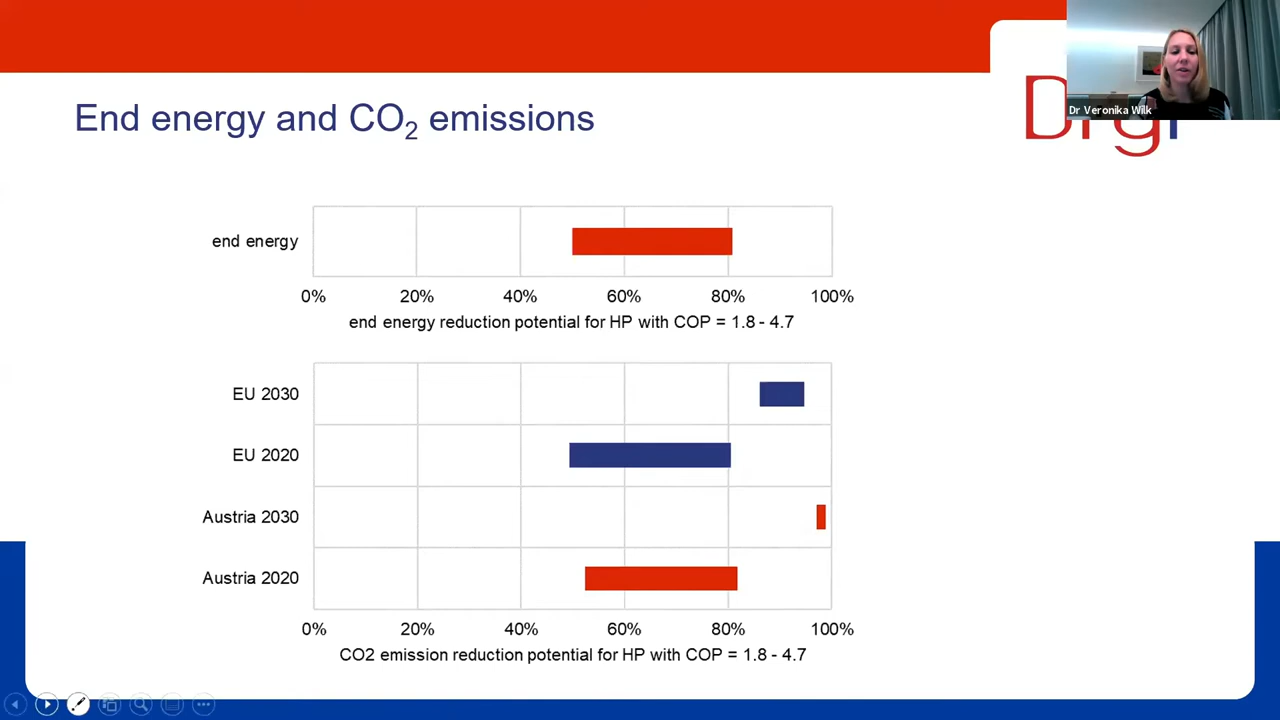 Dr Veronika Wilk
End energy and CO2 emissions
end energy
0% 20% 40% 60% 80% 100%
end energy reduction potential for HP with COP = 1.8 - 4.7
EU 2030
EU 2020
Austria 2030
Austria 2020
0% 20% 40% 60% 80% 100%
CO2 emission reduction potential for HP with COP = 1.8 - 4.7